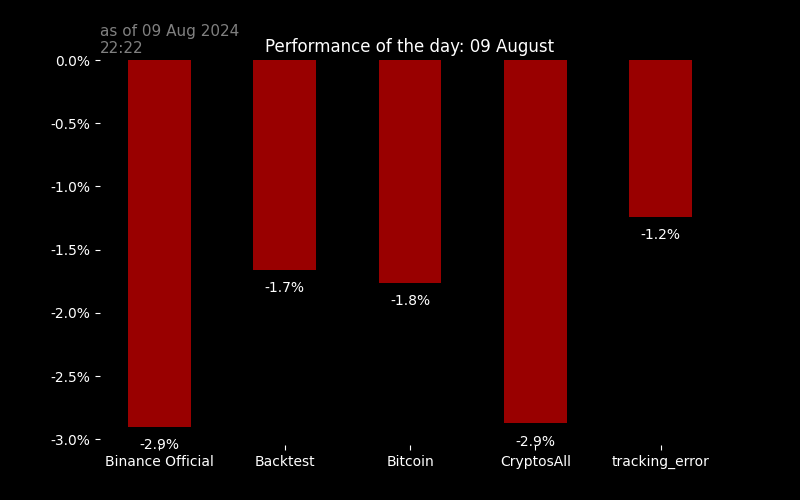 as of 09 Aug 2024
22:22
Performance of the day: 09 August
0.0%
-0.5%
-1.0%
-1.5%
-2.0%
-2.5%
-3.0%
-2.9%
-1.7%
-1.8%
-2.9%
-1.2%
Binance Official
Backtest
Bitcoin
CryptosAll
tracking_error